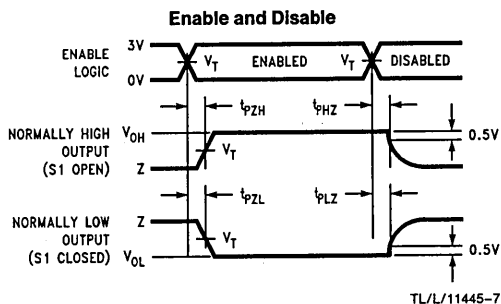 Enable and Disable
ENABLE
LOGIC
3V
0V
V_T
ENABLED
V_T
DISABLED
t_PZH
t_PHZ
NORMALLY HIGH
OUTPUT
(S1 OPEN)
V_OH
Z
V_T
0.5V
t_PZL
t_PLZ
NORMALLY LOW
OUTPUT
(S1 CLOSED)
Z
V_OL
V_T
0.5V
TL/L/11445-7